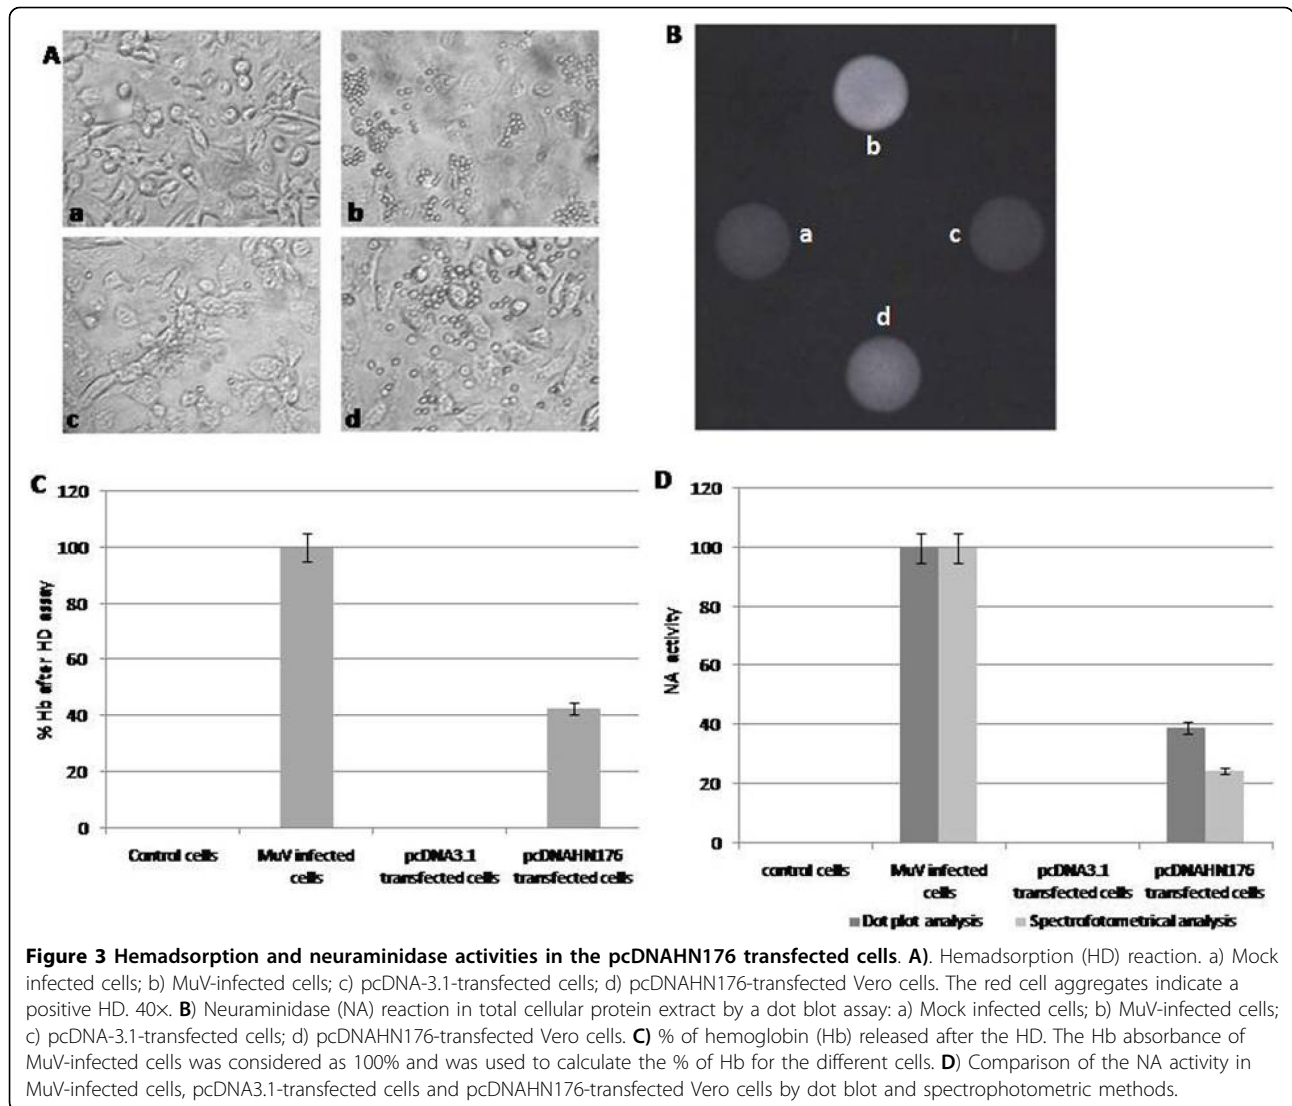 A
a
b
c
d
B
b
a
c
d
C
120
100
80
60
40
20
0
% Hb after HD assay
Control cells
MuV infected
cells
pcDNA3.1
transfected cells
pcDNAHN176
transfected cells
D
120
100
80
60
40
20
0
NA activity
control cells
MuV infected
cells
pcDNA3.1
transfected cells
pcDNAHN176
transfected cells
Dot plot analysis
Spectrofotometrical analysis
Figure 3 Hemadsorption and neuraminidase activities in the pcDNAHN176 transfected cells. A). Hemadsorption (HD) reaction. a) Mock
infected cells; b) MuV-infected cells; c) pcDNA-3.1-transfected cells; d) pcDNAHN176-transfected Vero cells. The red cell aggregates indicate a
positive HD. 40×. B) Neuraminidase (NA) reaction in total cellular protein extract by a dot blot assay: a) Mock infected cells; b) MuV-infected cells;
c) pcDNA-3.1-transfected cells; d) pcDNAHN176-transfected Vero cells. C) % of hemoglobin (Hb) released after the HD. The Hb absorbance of
MuV-infected cells was considered as 100% and was used to calculate the % of Hb for the different cells. D) Comparison of the NA activity in
MuV-infected cells, pcDNA3.1-transfected cells and pcDNAHN176-transfected Vero cells by dot blot and spectrophotometric methods.